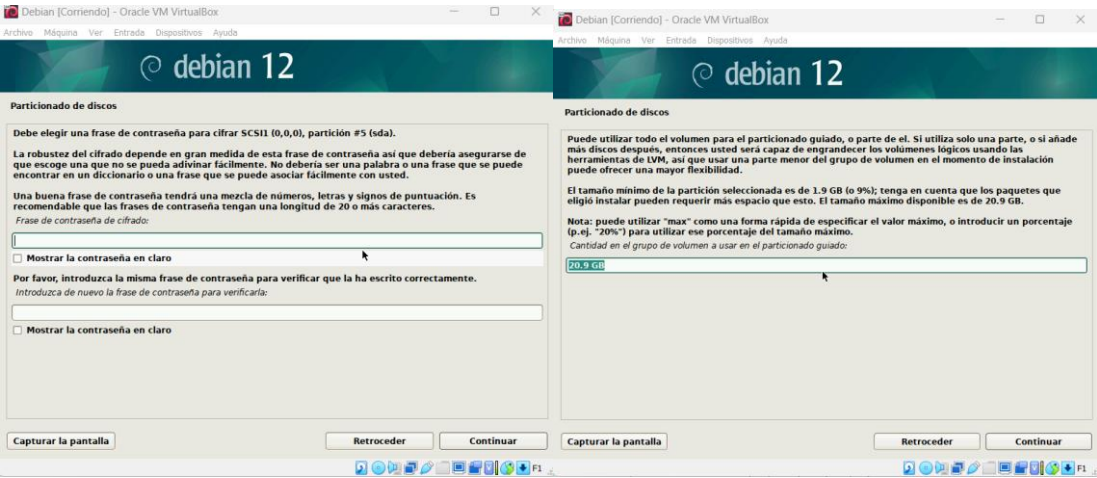 Debian [Corriendo] - Oracle VM VirtualBox
Archivo Máquina Ver Entrada Dispositivos Ayuda
debian 12
Particionado de discos
Debe elegir una frase de contraseña para cifrar SCSI1 (0,0,0), partición #5 (sda).
La robustez del cifrado depende en gran medida de esta frase de contraseña así que debería asegurarse de
que escoge una que no se pueda adivinar fácilmente. No debería ser una palabra o una frase que se puede
encontrar en un diccionario o una frase que se puede asociar fácilmente con usted.
Una buena frase de contraseña tendrá una mezcla de números, letras y signos de puntuación. Es
recomendable que las frases de contraseña tengan una longitud de 20 o más caracteres.
Frase de contraseña de cifrado:
Mostrar la contraseña en claro
Por favor, introduzca la misma frase de contraseña para verificar que la ha escrito correctamente.
Introduzca de nuevo la frase de contraseña para verificarla:
Mostrar la contraseña en claro
Capturar la pantalla Retroceder Continuar
F1
Debian [Corriendo] - Oracle VM VirtualBox
Archivo Máquina Ver Entrada Dispositivos Ayuda
debian 12
Particionado de discos
Puede utilizar todo el volumen para el particionado guiado, o parte de el. Si utiliza solo una parte, o si añade
más discos después, entonces usted será capaz de engrandecer los volúmenes lógicos usando las
herramientas de LVM, así que usar una parte menor del grupo de volumen en el momento de instalación
puede ofrecer una mayor flexibilidad.
El tamaño mínimo de la partición seleccionada es de 1.9 GB (o 9%); tenga en cuenta que los paquetes que
eligió instalar pueden requerir más espacio que esto. El tamaño máximo disponible es de 20.9 GB.
Nota: puede utilizar "max" como una forma rápida de especificar el valor máximo, o introducir un porcentaje
(p.ej. "20%") para utilizar ese porcentaje del tamaño máximo.
Cantidad en el grupo de volumen a usar en el particionado guiado:
20.9 GB
Capturar la pantalla Retroceder Continuar
F1